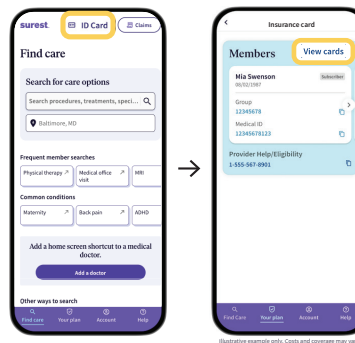 surest.
ID Card
Claims
Find care
Search for care options
Search procedures, treatments, speci...
Baltimore, MD
Frequent member searches
Physical therapy
Medical office visit
MRI
Common conditions
Maternity
Back pain
ADHD
Add a home screen shortcut to a medical
doctor.
Add a doctor
Other ways to search
Find care
Your plan
Account
Help
Insurance card
Members
View cards
Mia Swenson
Subscriber
08/02/1987
Group
12345678
Medical ID
12345678123
Provider Help/Eligibility
1-555-567-8901
Find Care
Your plan
Account
Help
Illustrative example only. Costs and coverage may va